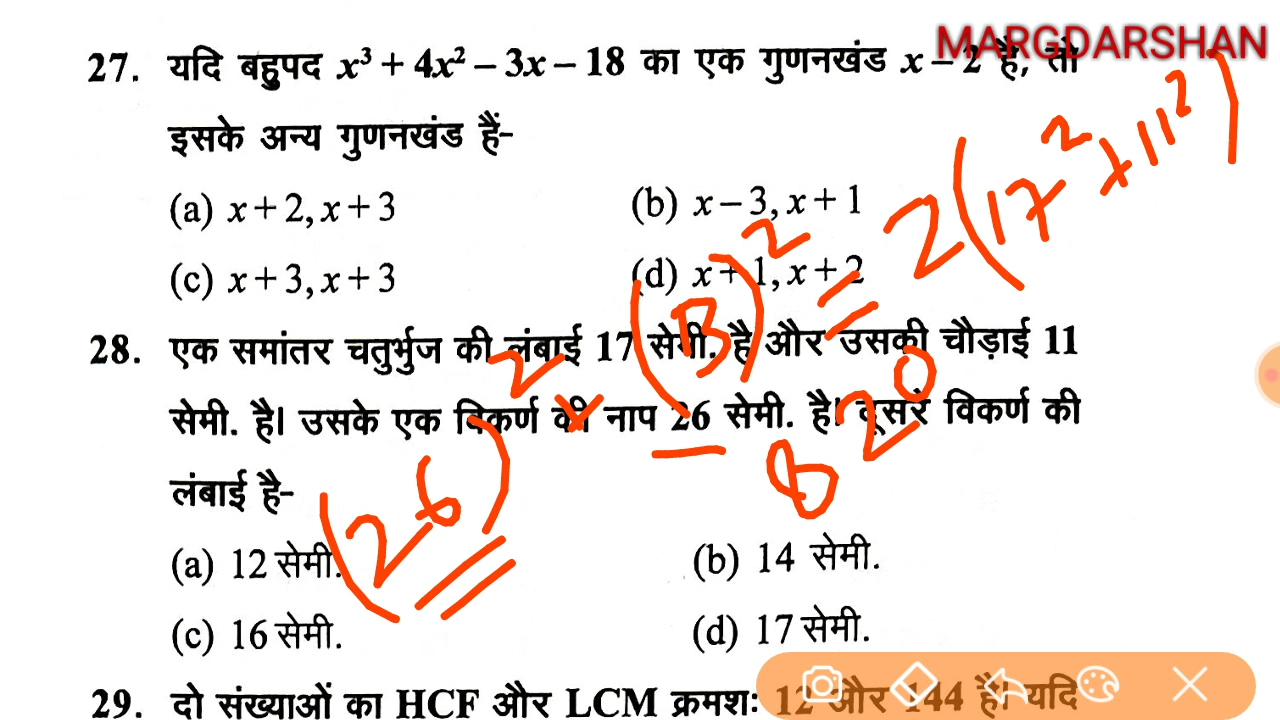 MARGDARSHAN
27. यदि बहुपद x³ + 4x² – 3x – 18 का एक गुणनखंड x – 2 है, तो
इसके अन्य गुणनखंड हैं-
(a) x + 2, x + 3 (b) x – 3, x + 1
(c) x + 3, x + 3 (d) x + 1, x + 2
28. एक समांतर चतुर्भुज की लंबाई 17 सेमी. है और उसकी चौड़ाई 11
सेमी. है। उसके एक विकर्ण की नाप 26 सेमी. है। दूसरे विकर्ण की
लंबाई है-
(a) 12 सेमी. (b) 14 सेमी.
(c) 16 सेमी. (d) 17 सेमी.
29. दो संख्याओं का HCF और LCM क्रमशः 12 और 144 है। यदि
(26)² + (B)² = 2(17² + 11²)
820